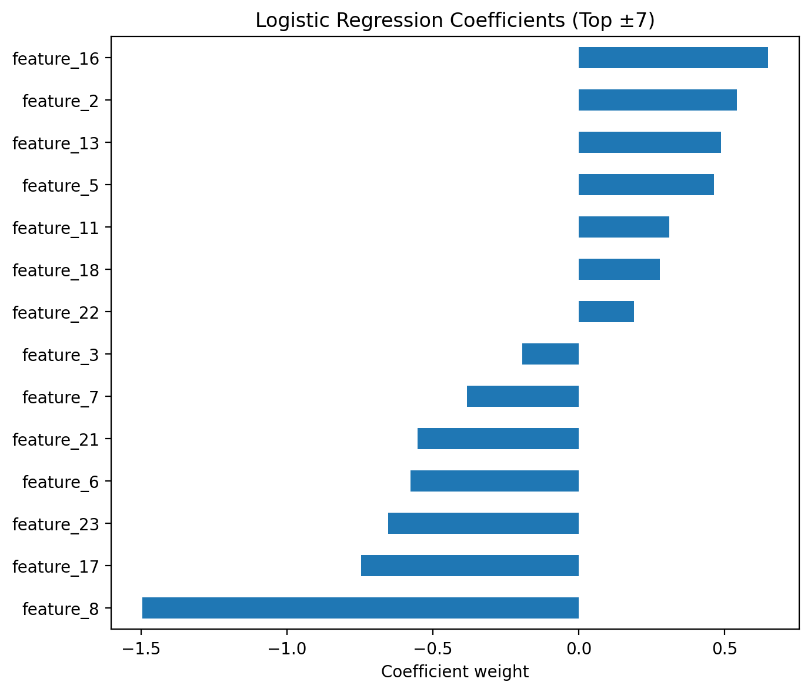 Logistic Regression Coefficients (Top ±7)
feature_16
feature_2
feature_13
feature_5
feature_11
feature_18
feature_22
feature_3
feature_7
feature_21
feature_6
feature_23
feature_17
feature_8
−1.5 −1.0 −0.5 0.0 0.5
Coefficient weight